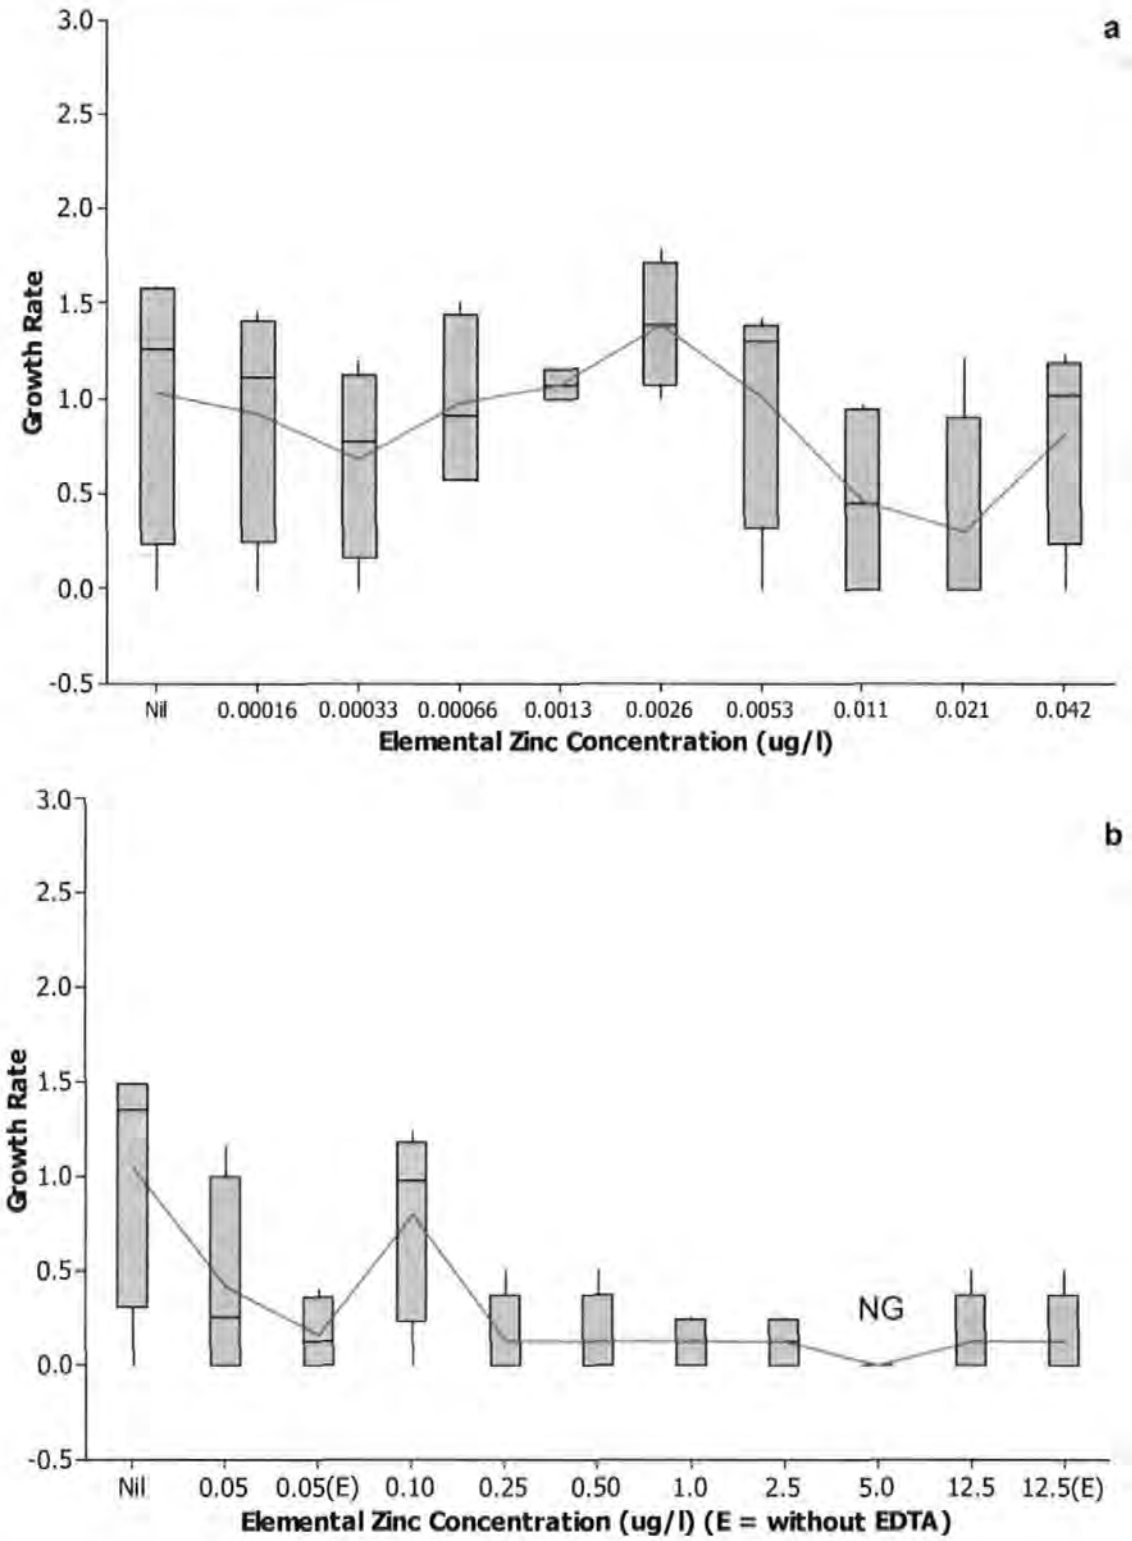 a
3.0
2.5
2.0
1.5
1.0
0.5
0.0
-0.5
Growth Rate
Nil 0.00016 0.00033 0.00066 0.0013 0.0026 0.0053 0.011 0.021 0.042
Elemental Zinc Concentration (ug/l)
b
3.0
2.5
2.0
1.5
1.0
0.5
0.0
-0.5
Growth Rate
NG
Nil 0.05 0.05(E) 0.10 0.25 0.50 1.0 2.5 5.0 12.5 12.5(E)
Elemental Zinc Concentration (ug/l) (E = without EDTA)